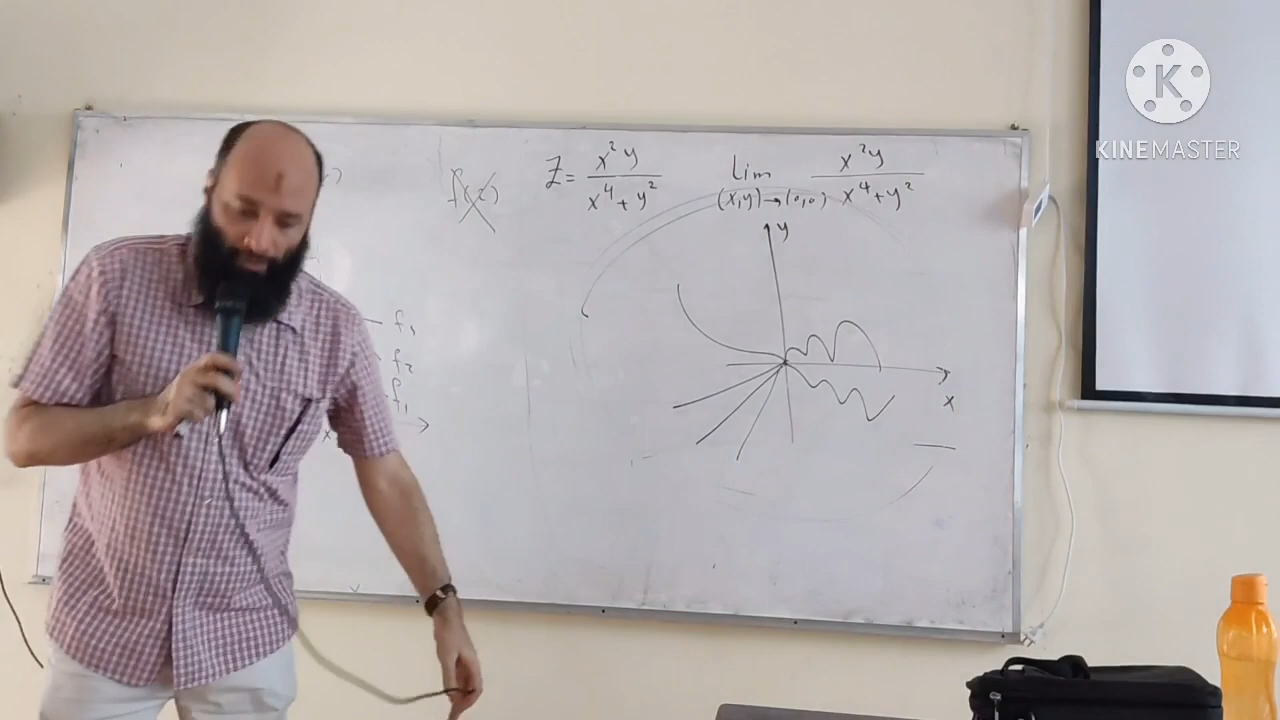 f(x)
Z = x²y / x⁴+y²
Lim (x,y)→(0,0) x²y / x⁴+y²
y
x
f₁
f₂
f₁
x
K
KINEMASTER